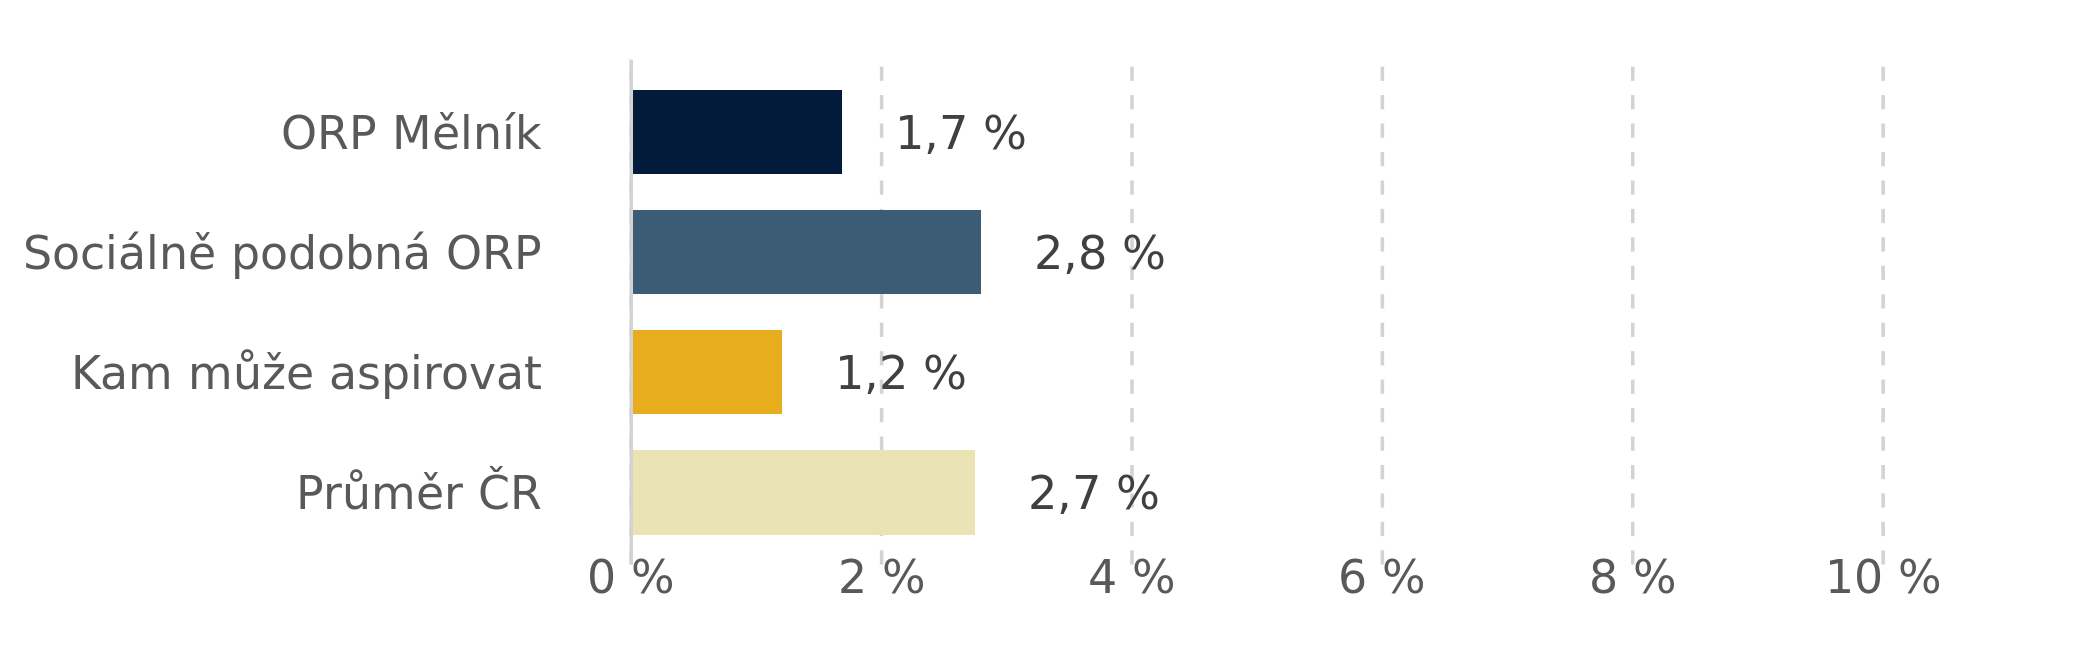 ORP Mělník 1,7 %
Sociálně podobná ORP 2,8 %
Kam může aspirovat 1,2 %
Průměr ČR 2,7 %
0 % 2 % 4 % 6 % 8 % 10 %